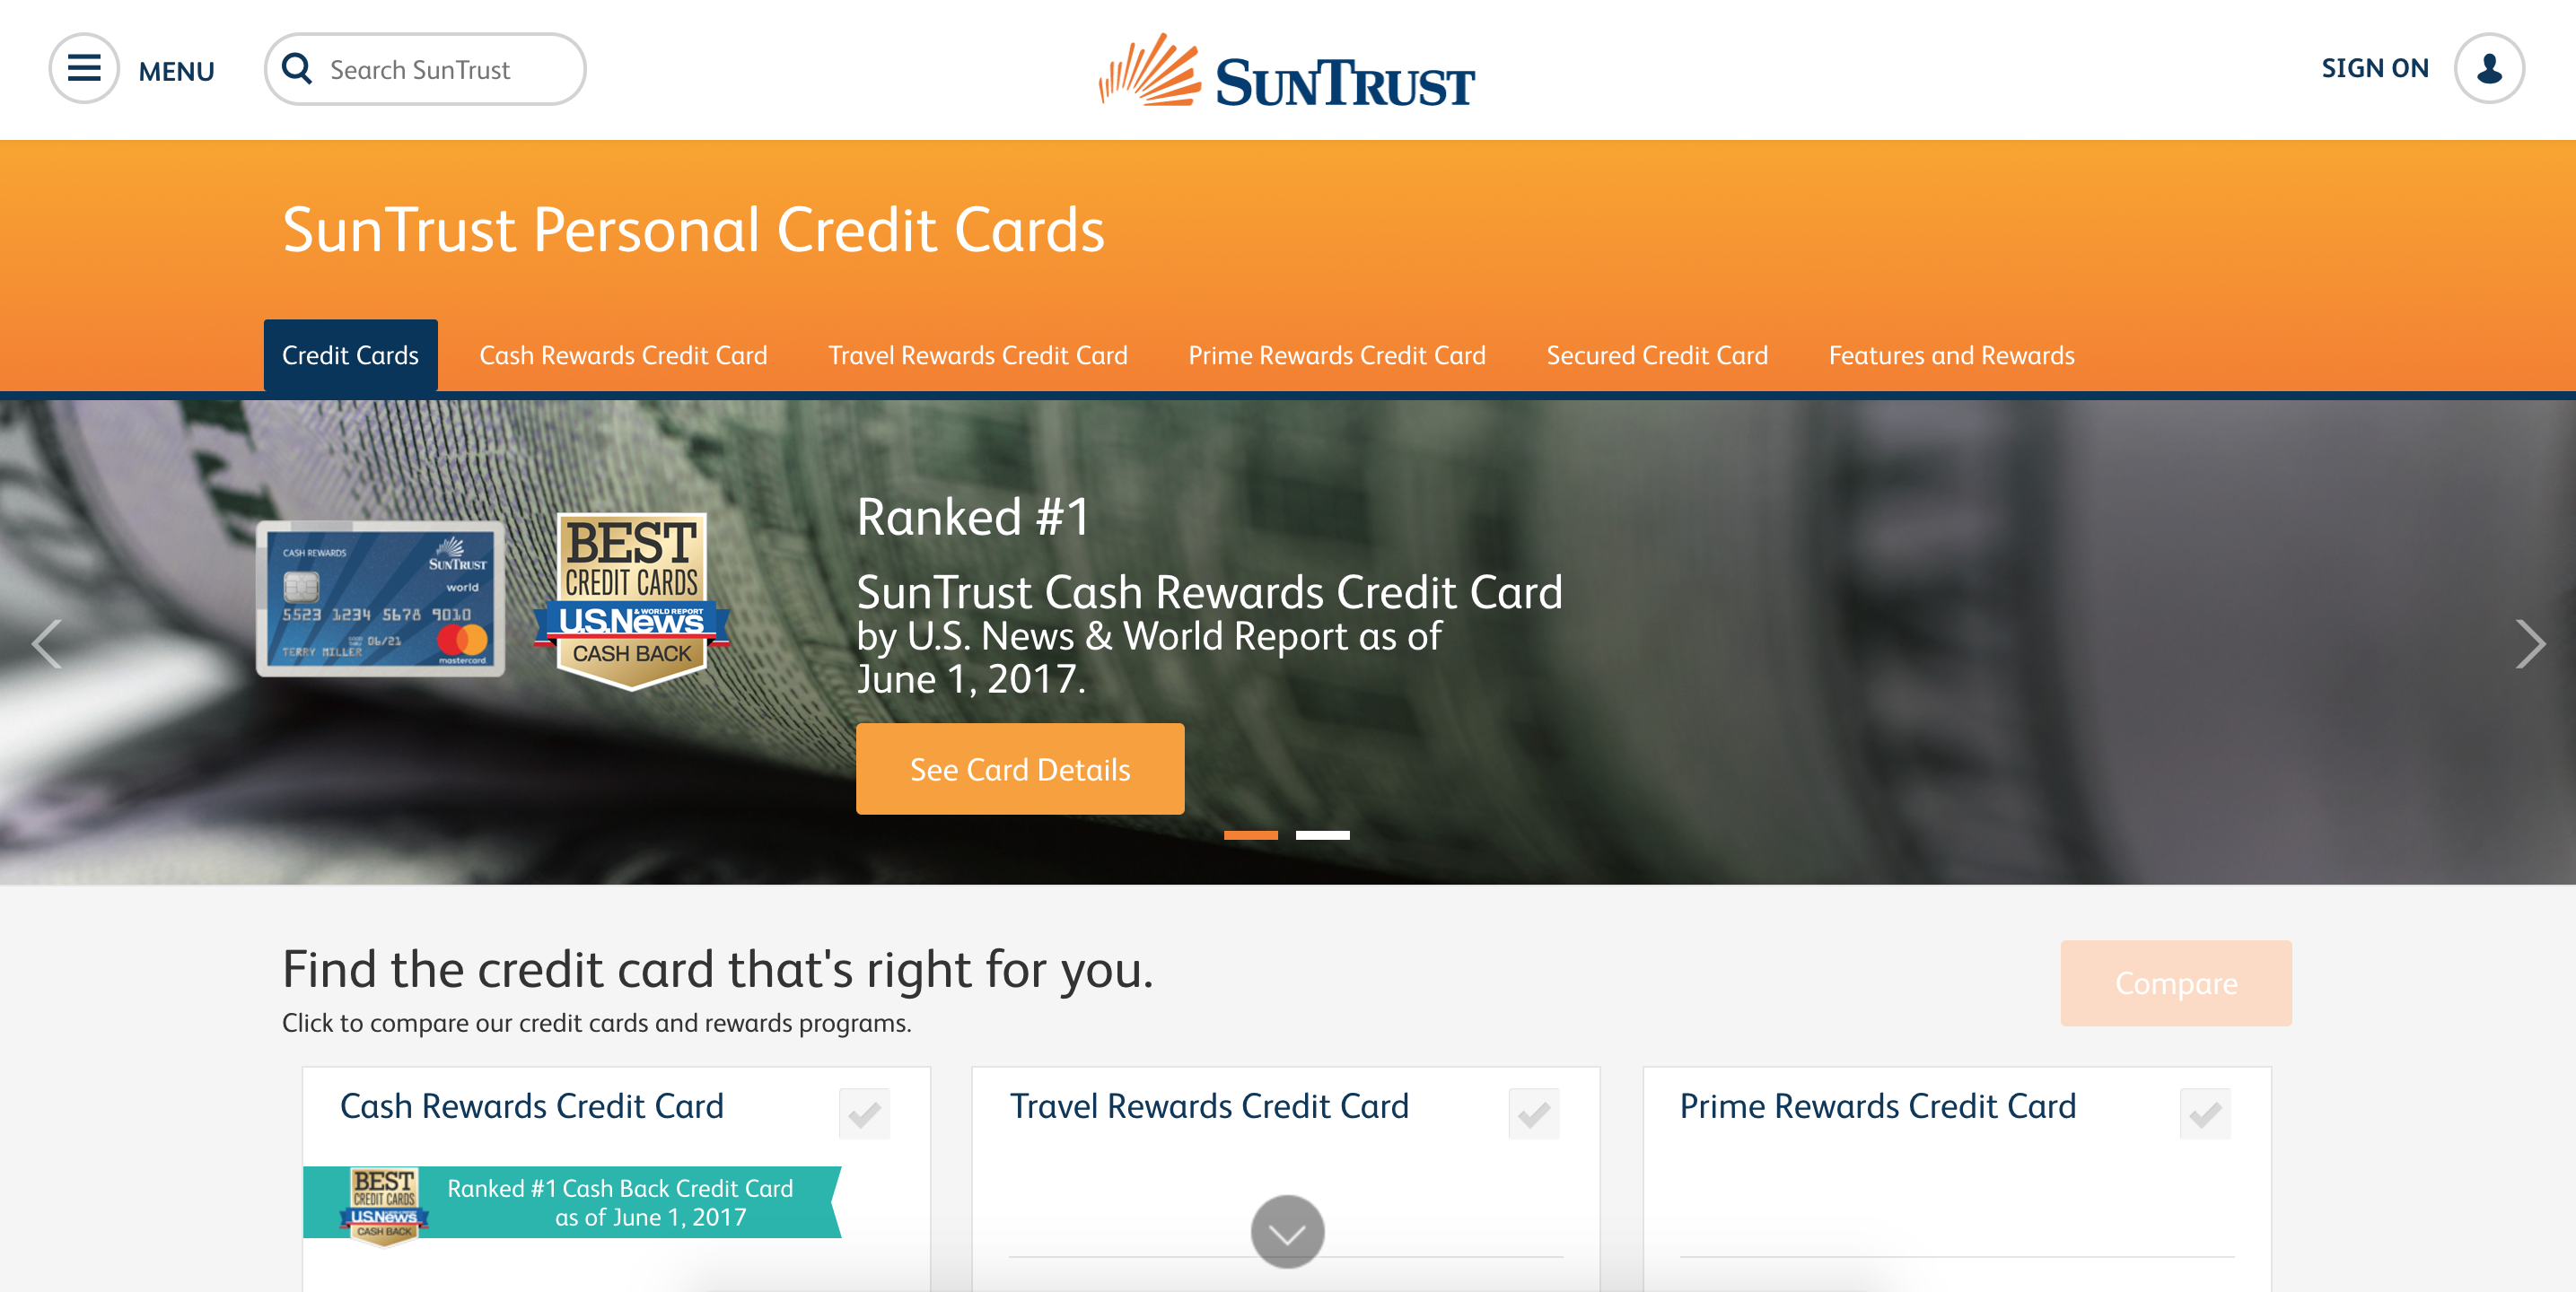 MENU
Search SunTrust
SUNTRUST
SIGN ON
SunTrust Personal Credit Cards
Credit Cards
Cash Rewards Credit Card
Travel Rewards Credit Card
Prime Rewards Credit Card
Secured Credit Card
Features and Rewards
CASH REWARDS
SUNTRUST
world
5523 1234 5678 9010
06/21
TERRY MILLER
mastercard
BEST
CREDIT CARDS
U.S.News & WORLD REPORT
CASH BACK
Ranked #1
SunTrust Cash Rewards Credit Card
by U.S. News & World Report as of
June 1, 2017.
See Card Details
Find the credit card that's right for you.
Click to compare our credit cards and rewards programs.
Compare
Cash Rewards Credit Card
Travel Rewards Credit Card
Prime Rewards Credit Card
BEST
CREDIT CARDS
U.S.News
CASH BACK
Ranked #1 Cash Back Credit Card
as of June 1, 2017